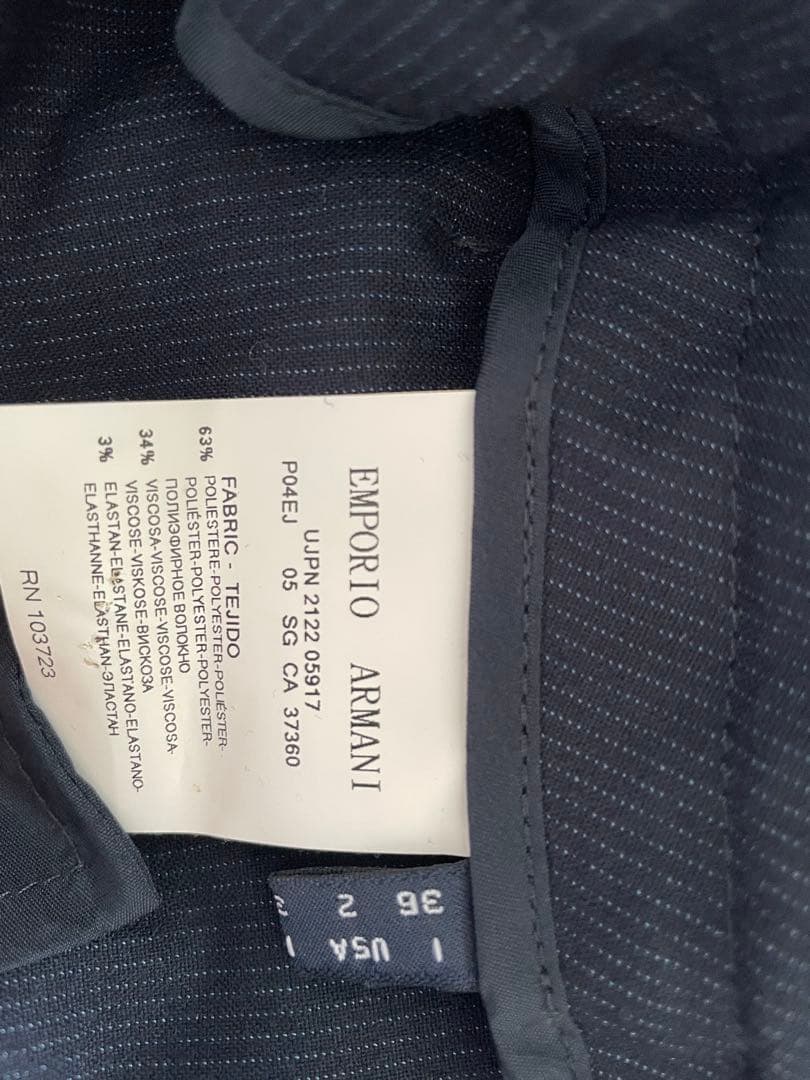 EMPORIO ARMANI
UJPN 2122 05917
P04EJ 05 SG CA 37360
FABRIC - TEJIDO
63% POLIESTERE-POLYESTER-POLIÉSTER-
POLIÉSTER-POLYESTER-POLYESTER-
ПОЛИЭФИРНОЕ ВОЛОКНО
34% VISCOSA-VISCOSE-VISCOSE-VISCOSA-
VISCOSE-VISKOSE-ВИСКОЗА
3% ELASTAN-ELASTANE-ELASTANO-ELASTANO-
ELASTHANNE-ELASTHAN-ЭЛАСТАН
RN 103723
I USA
36 2